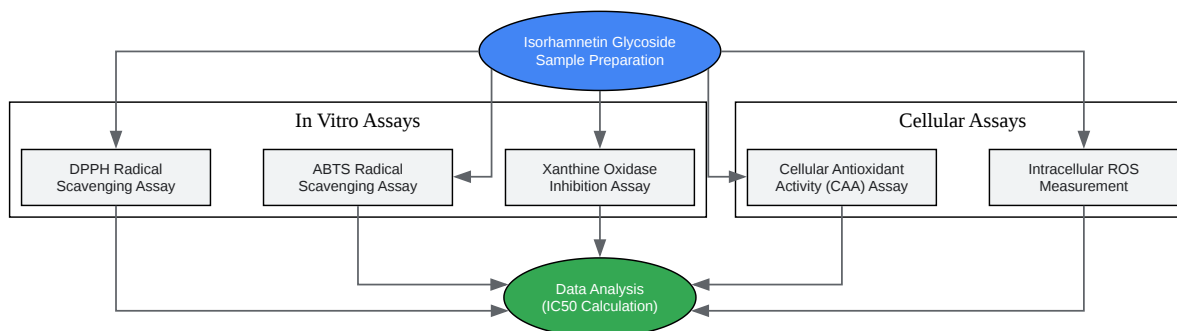 Isorhamnetin Glycoside
Sample Preparation
In Vitro Assays
Cellular Assays
DPPH Radical
Scavenging Assay
ABTS Radical
Scavenging Assay
Xanthine Oxidase
Inhibition Assay
Cellular Antioxidant
Activity (CAA) Assay
Intracellular ROS
Measurement
Data Analysis
(IC50 Calculation)